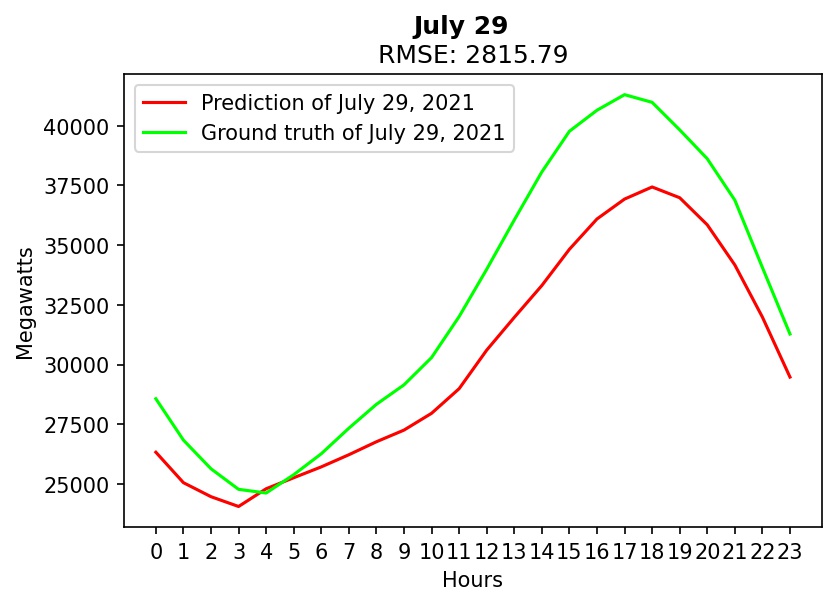 July 29
RMSE: 2815.79
Prediction of July 29, 2021
Ground truth of July 29, 2021
40000
37500
35000
32500
30000
27500
25000
Megawatts
0 1 2 3 4 5 6 7 8 9 10 11 12 13 14 15 16 17 18 19 20 21 22 23
Hours